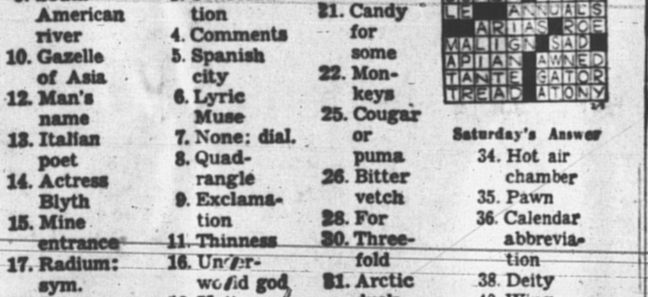 American
river
10. Gazelle
of Asia
12. Man's
name
13. Italian
poet
14. Actress
Blyth
15. Mine
entrance
17. Radium:
sym.
tion
4. Comments
5. Spanish
city
6. Lyric
Muse
7. None: dial.
8. Quad-
rangle
9. Exclama-
tion
11. Thinness
16. Under-
world god
21. Candy
for
some
22. Mon-
keys
25. Cougar
or
puma
26. Bitter
vetch
28. For
30. Three-
fold
31. Arctic
LE ANNUALS
ARIAS ROE
MALIGN SAD
APIAN AWNED
TANTE GATOR
TREAD ATONY
Saturday's Answer
34. Hot air
chamber
35. Pawn
36. Calendar
abbrevia-
tion
38. Deity